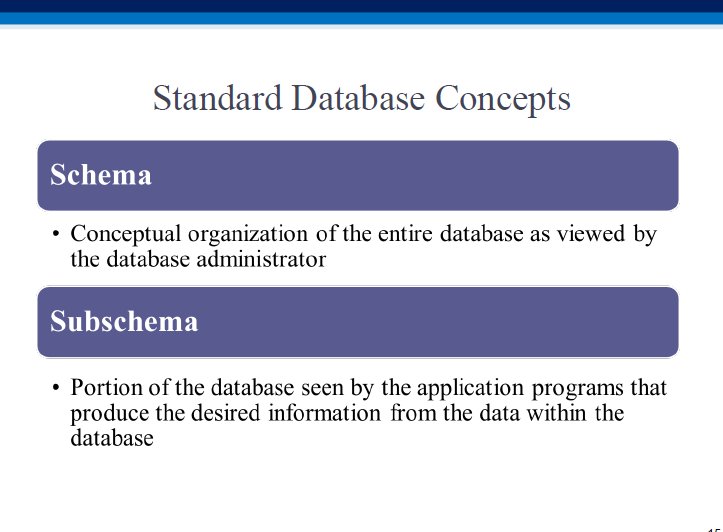 Standard Database Concepts
Schema
• Conceptual organization of the entire database as viewed by
the database administrator
Subschema
• Portion of the database seen by the application programs that
produce the desired information from the data within the
database